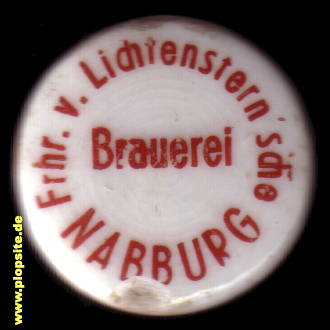 Frhr. v. Lichtenstern'sche
Brauerei
NABBURG
www.plopsite.de